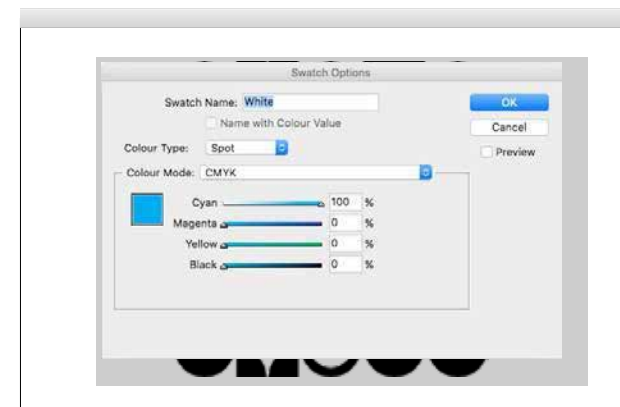 Swatch Options
Swatch Name: White
Name with Colour Value
OK
Cancel
Preview
Colour Type: Spot
Colour Mode: CMYK
Cyan 100 %
Magenta 0 %
Yellow 0 %
Black 0 %